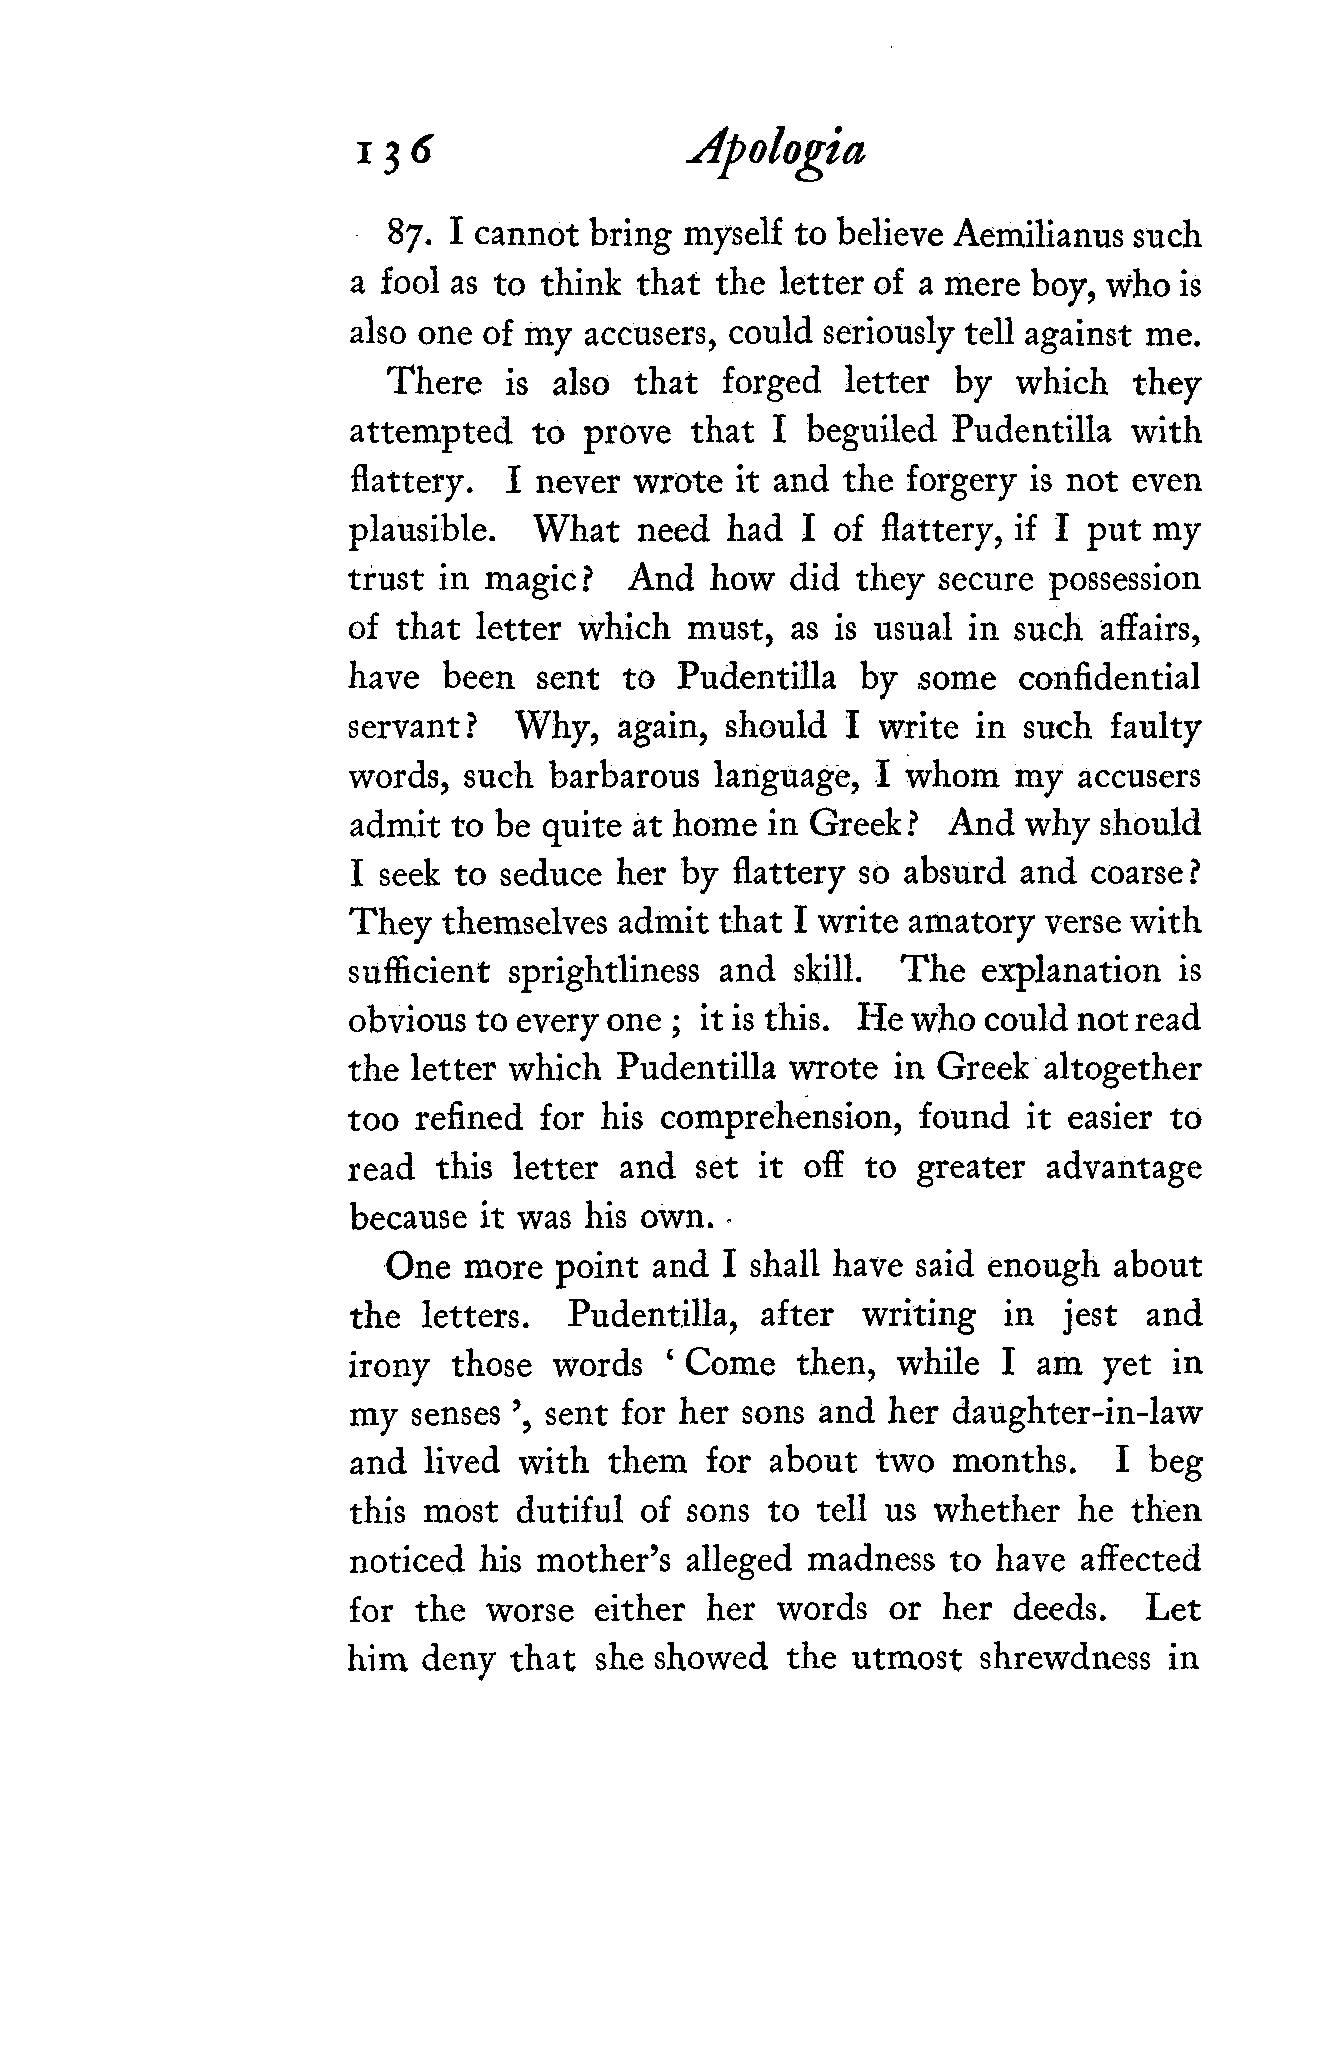 136 Apologia
87. I cannot bring myself to believe Aemilianus such
a fool as to think that the letter of a mere boy, who is
also one of my accusers, could seriously tell against me.
There is also that forged letter by which they
attempted to prove that I beguiled Pudentilla with
flattery. I never wrote it and the forgery is not even
plausible. What need had I of flattery, if I put my
trust in magic? And how did they secure possession
of that letter which must, as is usual in such affairs,
have been sent to Pudentilla by some confidential
servant? Why, again, should I write in such faulty
words, such barbarous language, I whom my accusers
admit to be quite at home in Greek? And why should
I seek to seduce her by flattery so absurd and coarse?
They themselves admit that I write amatory verse with
sufficient sprightliness and skill. The explanation is
obvious to every one ; it is this. He who could not read
the letter which Pudentilla wrote in Greek altogether
too refined for his comprehension, found it easier to
read this letter and set it off to greater advantage
because it was his own.
One more point and I shall have said enough about
the letters. Pudentilla, after writing in jest and
irony those words ‘ Come then, while I am yet in
my senses ’, sent for her sons and her daughter-in-law
and lived with them for about two months. I beg
this most dutiful of sons to tell us whether he then
noticed his mother’s alleged madness to have affected
for the worse either her words or her deeds. Let
him deny that she showed the utmost shrewdness in